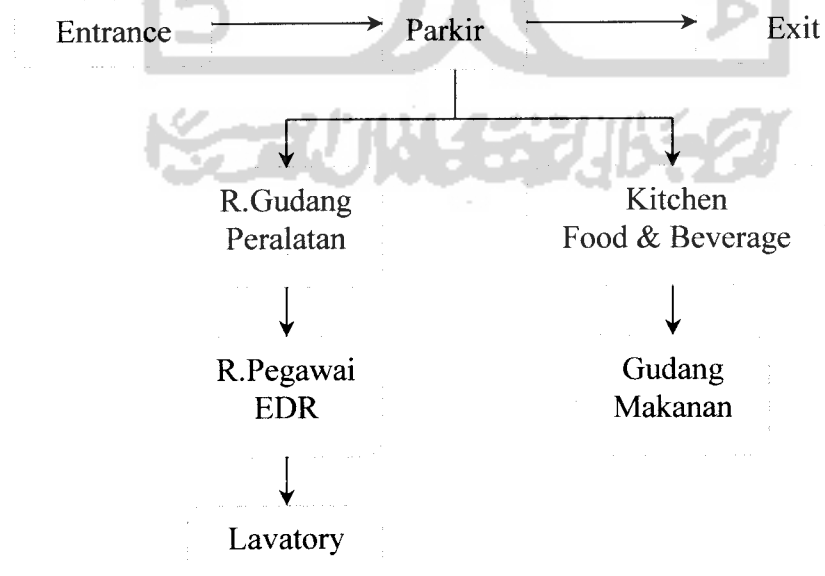 Entrance Parkir Exit
R.Gudang
Peralatan
Kitchen
Food & Beverage
R.Pegawai
EDR
Gudang
Makanan
Lavatory